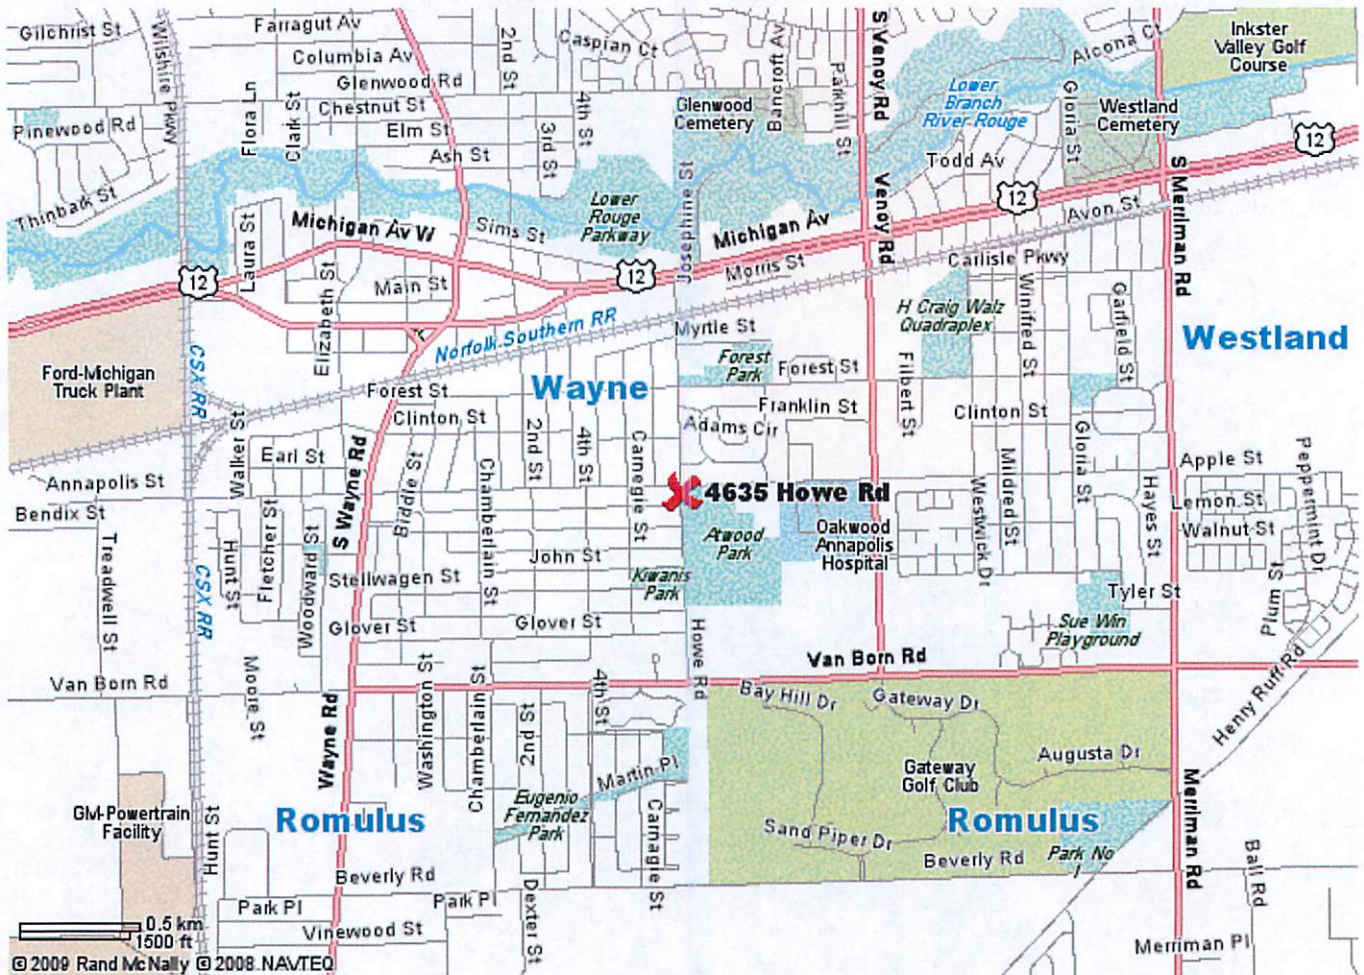 Gilchrist St
Wilshire Pkwy
Farragut Av
Columbia Av
Glenwood Rd
2nd St
Caspian Ct
Bancroft Av
Parkhill St
S Venoy Rd
Alcona Ct
Inkster
Valley Golf
Course
Pinewood Rd
Flora Ln
Clark St
Chestnut St
Elm St
Ash St
3rd St
4th St
Glenwood
Cemetery
Lower
Branch
River Rouge
Gloria St
Westland
Cemetery
12
Todd Av
12
Thinbark St
Laura St
Michigan Av W
Sims St
Lower
Rouge
Parkway
Josephine St
Michigan Av
Venoy Rd
Avon St
S Merriman Rd
12
Elizabeth St
Main St
12
Morris St
Carlisle Pkwy
Norfolk Southern RR
Myrtle St
H Craig Walz
Quadraplex
Winifred St
Garfield St
Westland
Ford-Michigan
Truck Plant
CSX RR
Forest St
Wayne
Forest
Park
Forest St
Filbert St
Clinton St
Franklin St
Clinton St
Walker St
Earl St
S Wayne Rd
Biddle St
Chamberlain St
2nd St
4th St
Carnegie St
Adams Cir
Mildred St
Gloria St
Apple St
Peppermint Dr
Annapolis St
Bendix St
4635 Howe Rd
Westwick Dr
Hayes St
Lemon St
Walnut St
Treadwell St
CSX RR
Hunt St
Fletcher St
Woodward St
Stellwagen St
John St
Kiwanis
Park
Atwood
Park
Oakwood
Annapolis
Hospital
Tyler St
Plum St
Glover St
Glover St
Howe Rd
Sue Win
Playground
Van Born Rd
Van Born Rd
Henry Ruff Rd
Moore St
Wayne Rd
Washington St
Chamberlain St
2nd St
4th St
Bay Hill Dr
Gateway Dr
Augusta Dr
Martin Pl
Gateway
Golf Club
Merriman Rd
GM-Powertrain
Facility
Hunt St
Romulus
Eugenio
Fernandez
Park
Carnagie St
Sand Piper Dr
Romulus
Beverly Rd
Park No
1
Ball Rd
Beverly Rd
Park Pl
Park Pl
Dexter St
Vinewood St
Merriman Pl
0.5 km
1500 ft
© 2009 Rand McNally © 2008 NAVTEQ